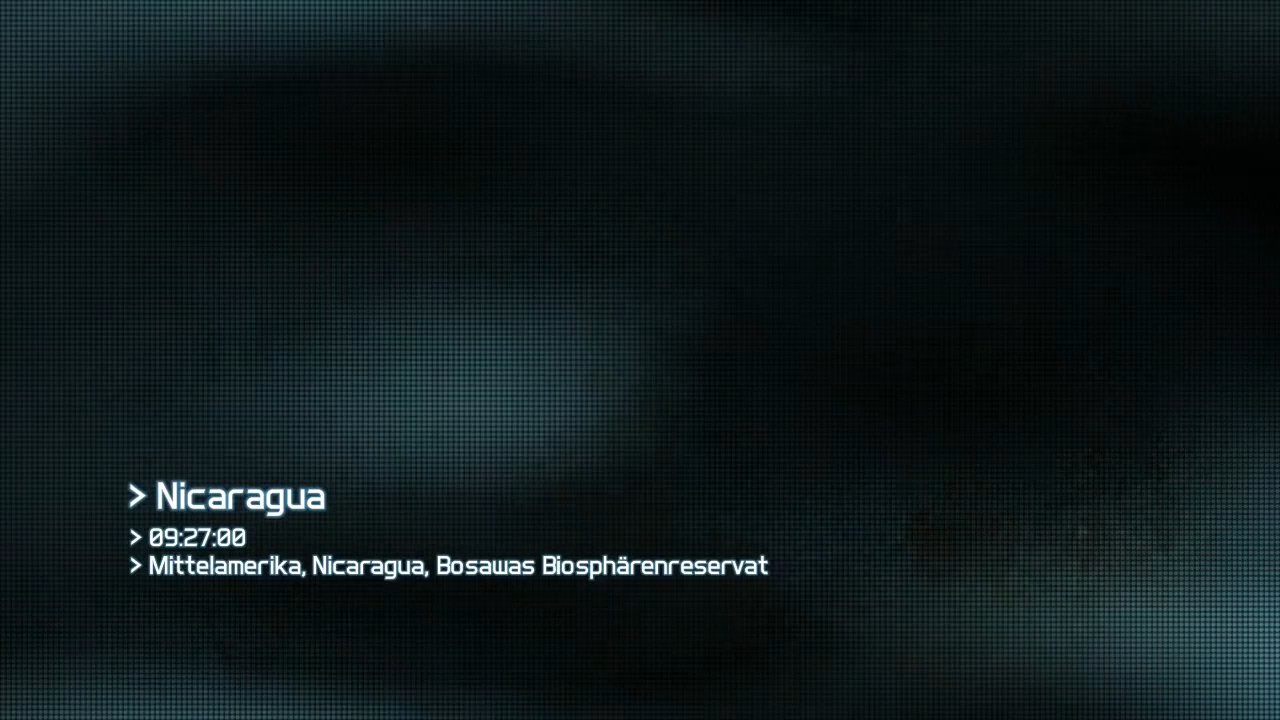 > Nicaragua
> 09:27:00
> Mittelamerika, Nicaragua, Bosawas Biosphärenreservat